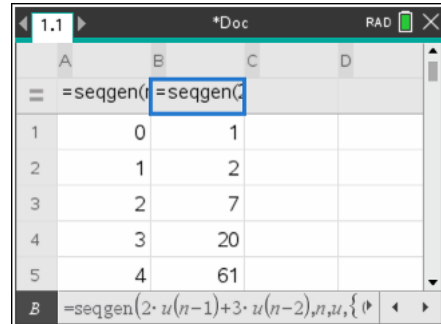 1.1 *Doc RAD
A B C D
= =seqgen(r =seqgen(2
1 0 1
2 1 2
3 2 7
4 3 20
5 4 61
B =seqgen(2· u(n−1)+3· u(n−2),n,u,{